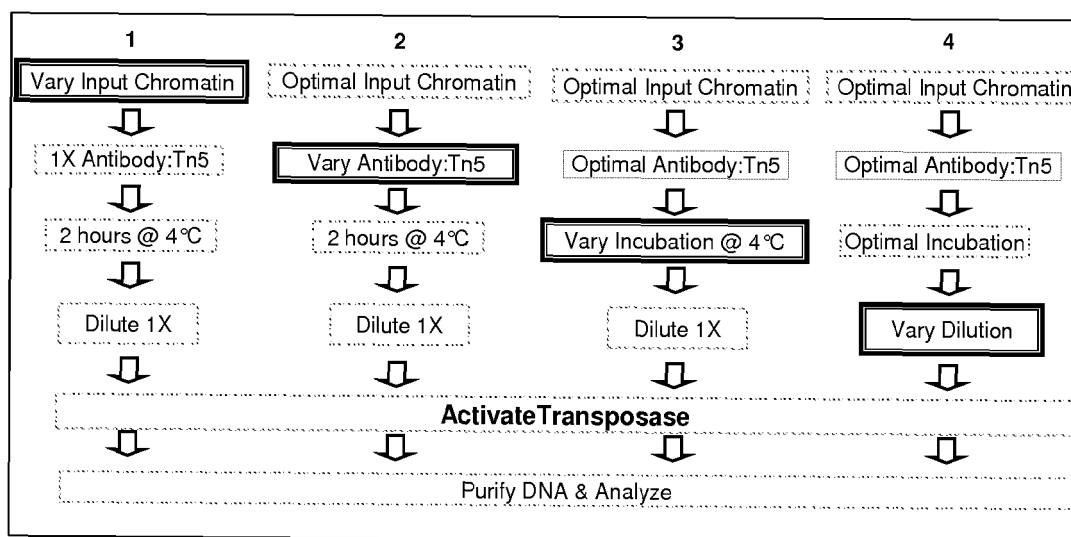 1
2
3
4
Vary Input Chromatin
Optimal Input Chromatin
Optimal Input Chromatin
Optimal Input Chromatin
1X Antibody:Tn5
Vary Antibody:Tn5
Optimal Antibody:Tn5
Optimal Antibody:Tn5
2 hours @ 4°C
2 hours @ 4°C
Vary Incubation @ 4°C
Optimal Incubation
Dilute 1X
Dilute 1X
Dilute 1X
Vary Dilution
ActivateTransposase
Purify DNA & Analyze